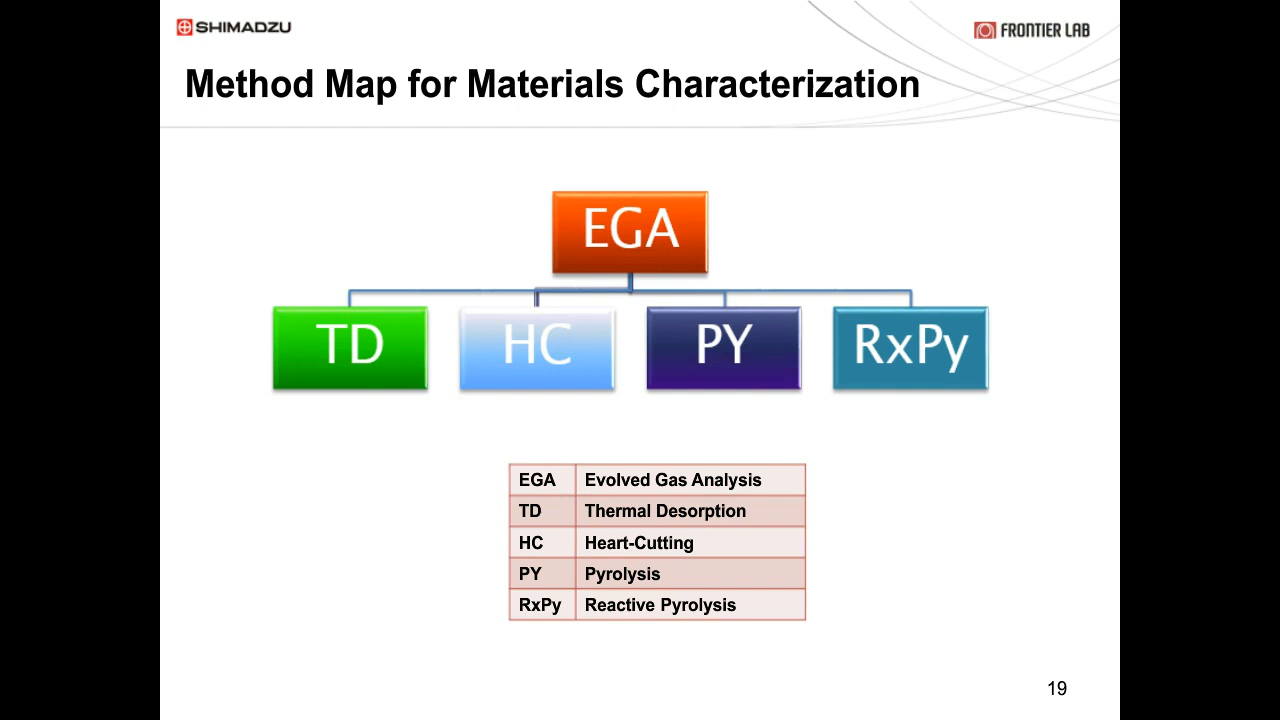 SHIMADZU
FRONTIER LAB
Method Map for Materials Characterization
EGA
TD HC PY RxPy
EGA Evolved Gas Analysis
TD Thermal Desorption
HC Heart-Cutting
PY Pyrolysis
RxPy Reactive Pyrolysis
19